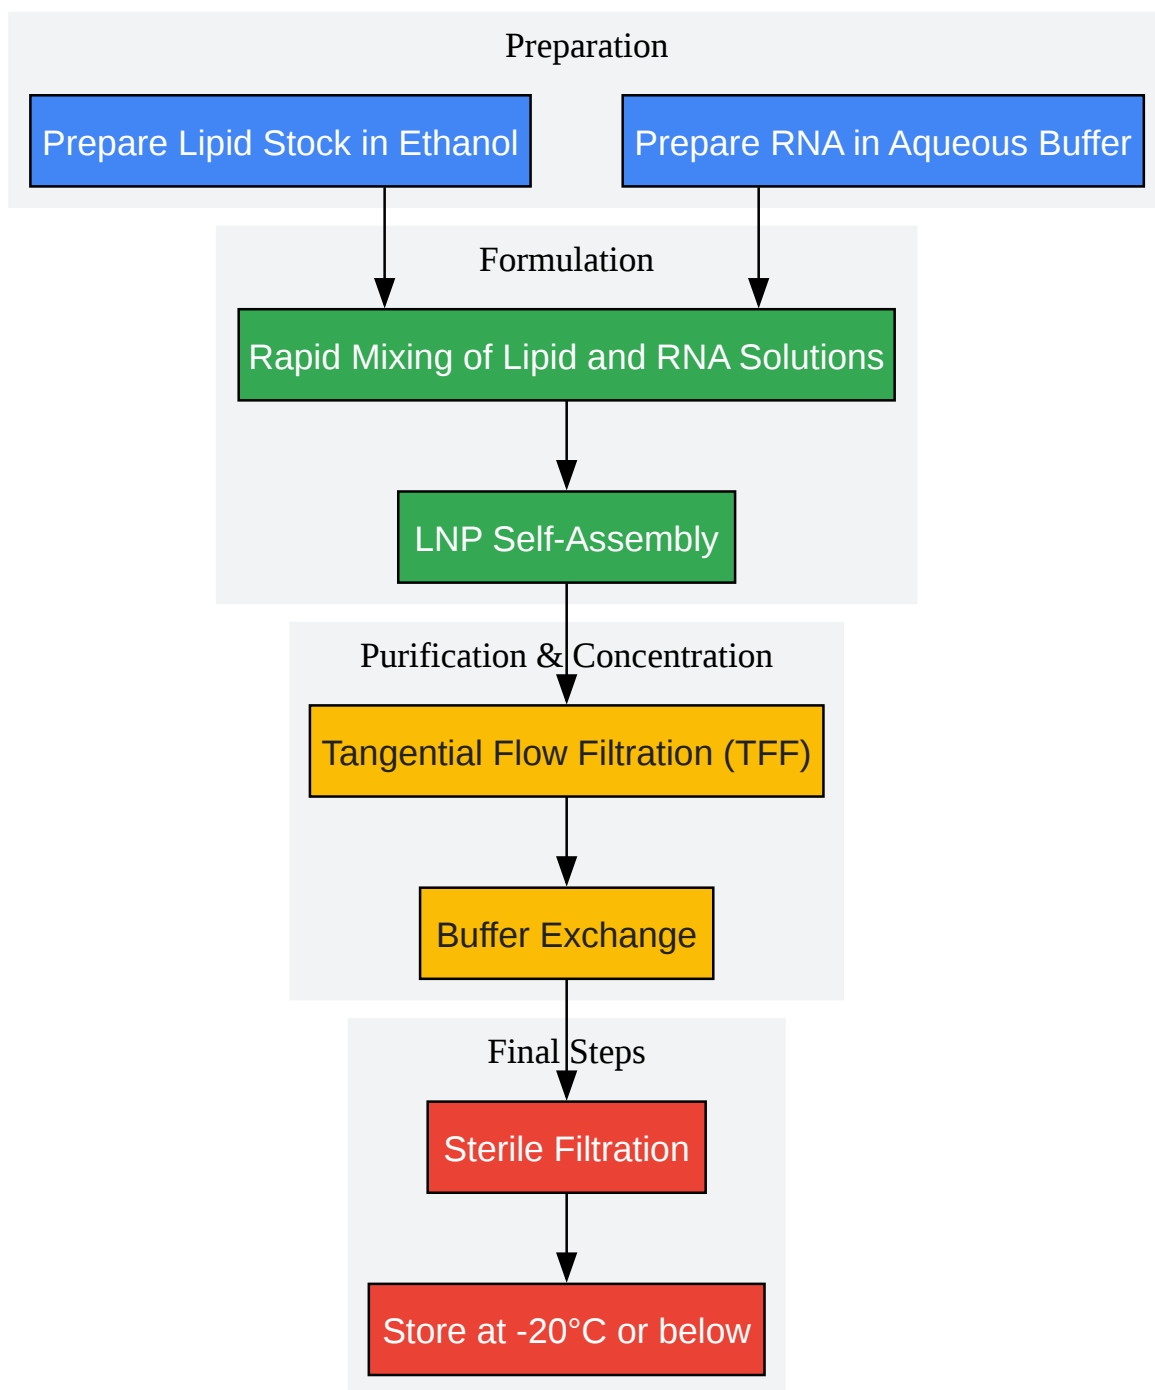 Preparation
Prepare Lipid Stock in Ethanol
Prepare RNA in Aqueous Buffer
Formulation
Rapid Mixing of Lipid and RNA Solutions
LNP Self-Assembly
Purification & Concentration
Tangential Flow Filtration (TFF)
Buffer Exchange
Final Steps
Sterile Filtration
Store at -20°C or below